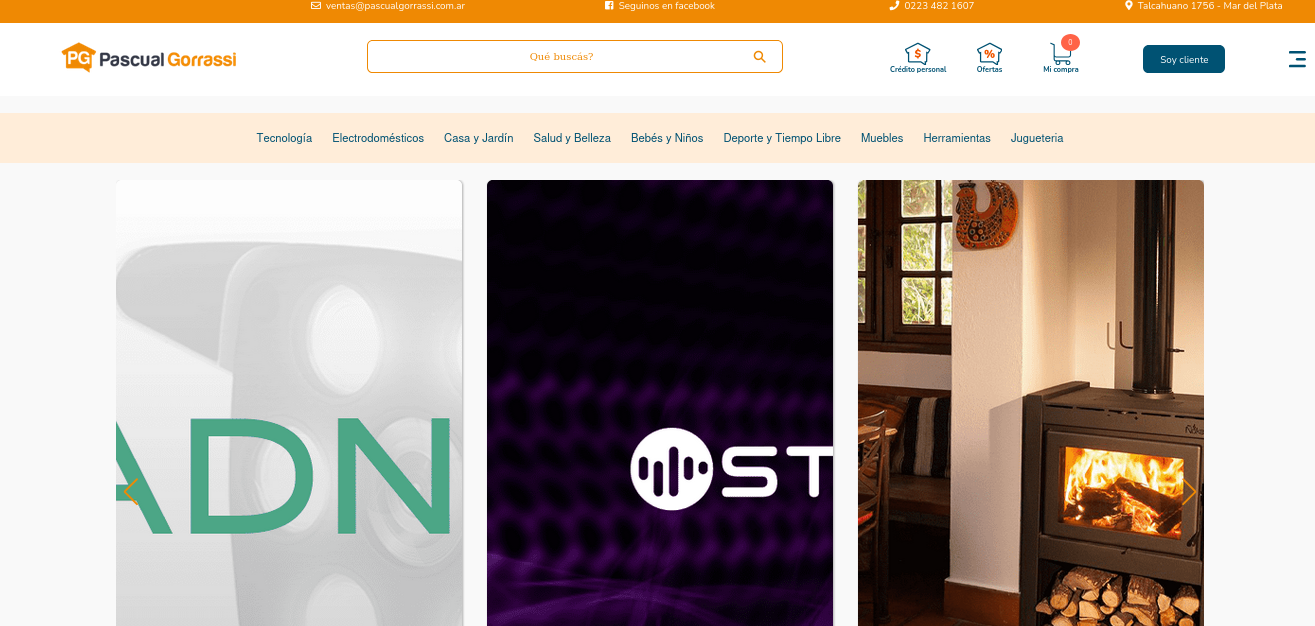 ventas@pascualgorrassi.com.ar Seguinos en facebook 0223 482 1607 Talcahuano 1756 - Mar del Plata
PG Pascual Gorrassi
Qué buscás?
$ % 0
Crédito personal Ofertas Mi compra
Soy cliente
Tecnología Electrodomésticos Casa y Jardín Salud y Belleza Bebés y Niños Deporte y Tiempo Libre Muebles Herramientas Jugueteria
ADN
ST